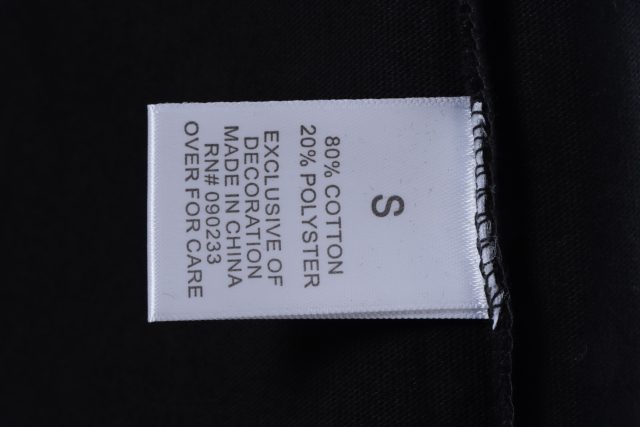 S
80% COTTON
20% POLYSTER
EXCLUSIVE OF
DECORATION
MADE IN CHINA
RN# 090233
OVER FOR CARE